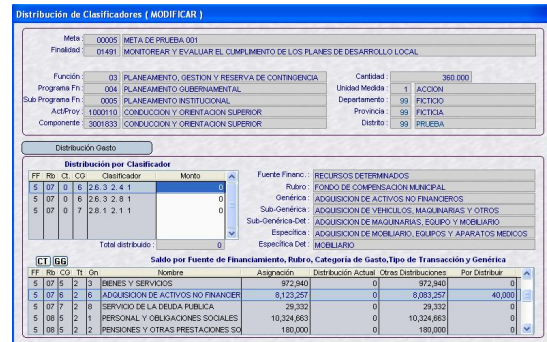 Distribución de Clasificadores ( MODIFICAR )
Meta : 00005 META DE PRUEBA 001
Finalidad : 01491 MONITOREAR Y EVALUAR EL CUMPLIMIENTO DE LOS PLANES DE DESARROLLO LOCAL
Función : 03 PLANEAMIENTO, GESTION Y RESERVA DE CONTINGENCIA Cantidad : 360.000
Programa Fn : 004 PLANEAMIENTO GUBERNAMENTAL Unidad Medida : 1 ACCION
Sub Programa Fn : 0005 PLANEAMIENTO INSTITUCIONAL Departamento : 99 FICTICIO
Act/Proy : 1000110 CONDUCCION Y ORIENTACION SUPERIOR Provincia : 99 FICTICIA
Componente : 3001833 CONDUCCION Y ORIENTACION SUPERIOR Distrito : 99 PRUEBA
Distribución Gasto
Distribución por Clasificador
FF Rb Ct. CG Clasificador Monto
5 07 0 6 2.6. 3 2. 4 1 0
5 07 0 6 2.6. 3 2. 8 1 0
5 07 0 7 2.8. 1 2. 1 1 0
Total distribuido : 0
Fuente Financ. : RECURSOS DETERMINADOS
Rubro : FONDO DE COMPENSACION MUNICIPAL
Genérica : ADQUISICION DE ACTIVOS NO FINANCIEROS
Sub-Genérica : ADQUISICION DE VEHICULOS, MAQUINARIAS Y OTROS
Sub-Genérica-Det : ADQUISICION DE MAQUINARIAS, EQUIPO Y MOBILIARIO
Específica : ADQUISICION DE MOBILIARIO, EQUIPOS Y APARATOS MEDICOS
Específica Det : MOBILIARIO
CT GG Saldo por Fuente de Financiamiento, Rubro, Categoría de Gasto,Tipo de Transacción y Genérica
FF Rb CG Tt Gn Nombre Asignación Distribución Actual Otras Distribuciones Por Distribuir
5 07 5 2 3 BIENES Y SERVICIOS 972,940 0 972,940 0
5 07 6 2 6 ADQUISICION DE ACTIVOS NO FINANCIER 8,123,257 0 8,083,257 40,000
5 07 7 2 8 SERVICIO DE LA DEUDA PUBLICA 29,332 0 29,332 0
5 08 5 2 1 PERSONAL Y OBLIGACIONES SOCIALES 10,324,663 0 10,324,663 0
5 08 5 2 2 PENSIONES Y OTRAS PRESTACIONES SO 180,000 0 180,000 0